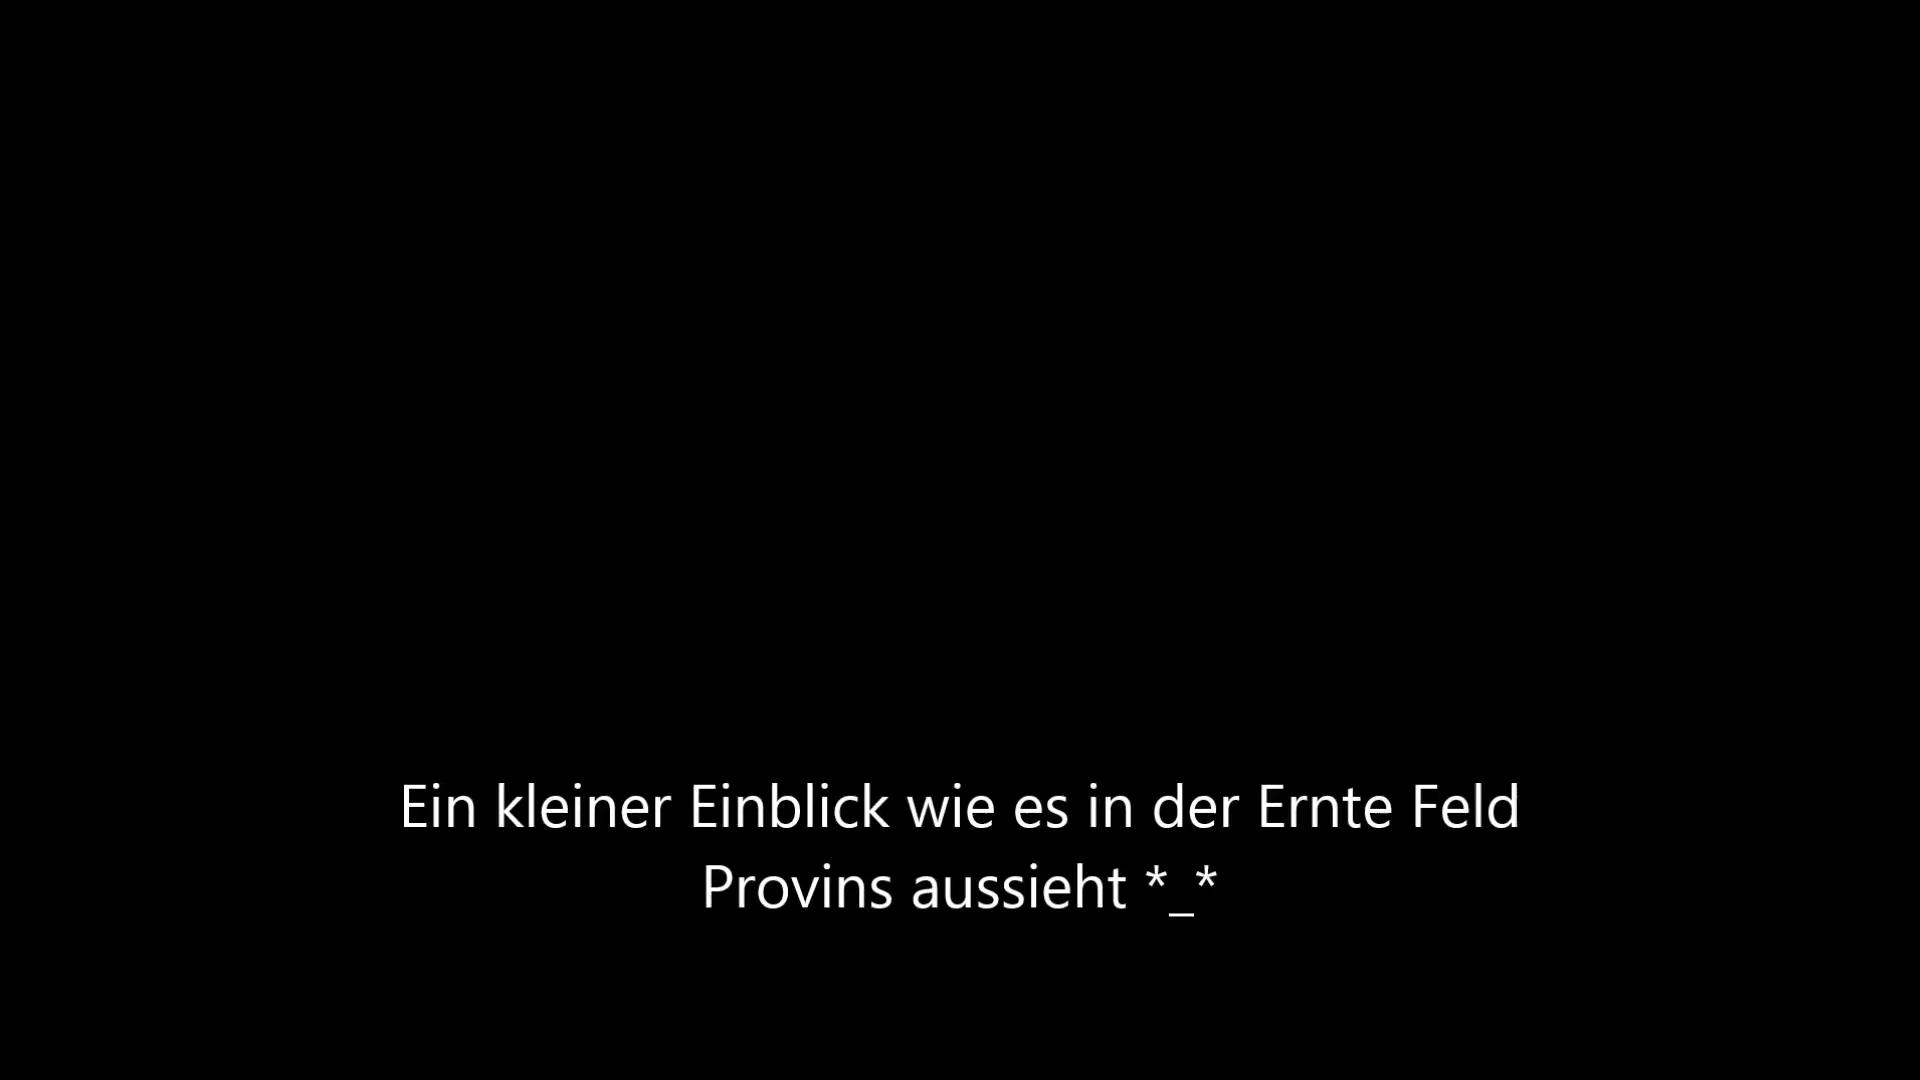 Ein kleiner Einblick wie es in der Ernte Feld
Provins aussieht *_*